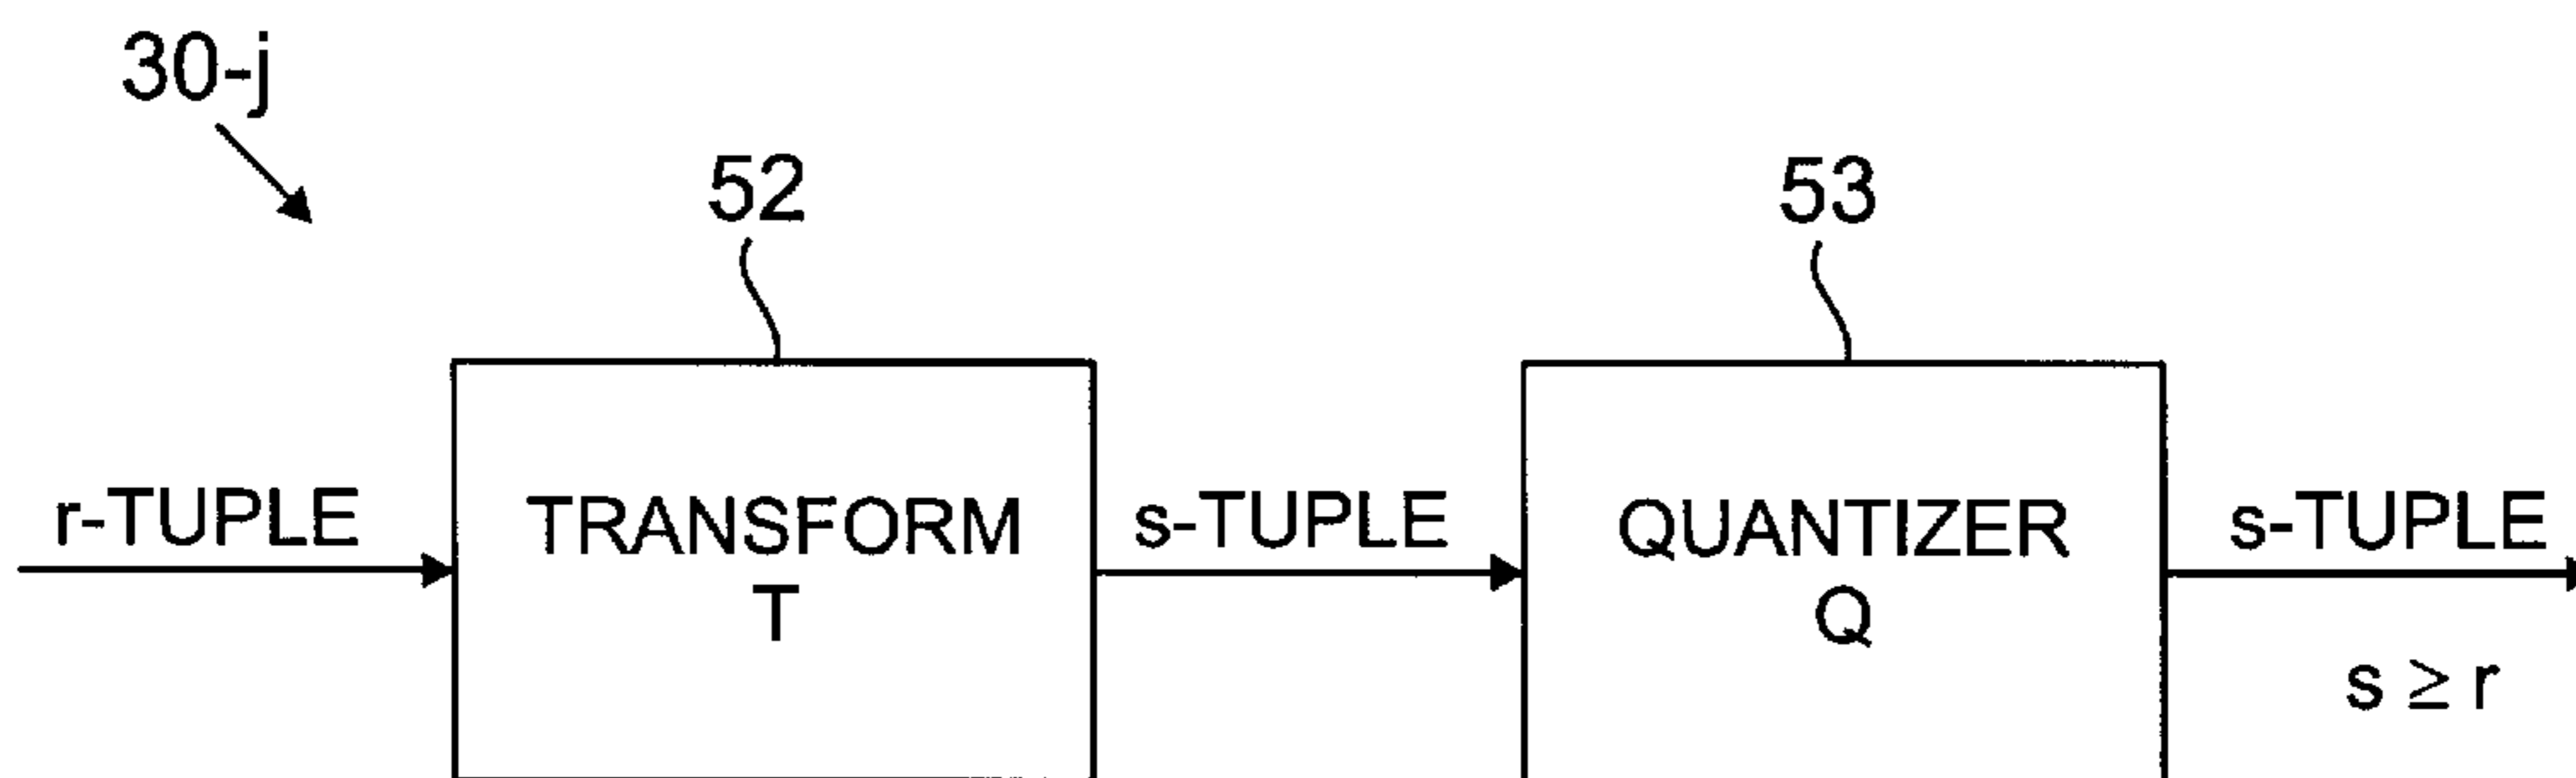 30-j
52
53
r-TUPLE
TRANSFORM
T
s-TUPLE
QUANTIZER
Q
s-TUPLE
s ≥ r